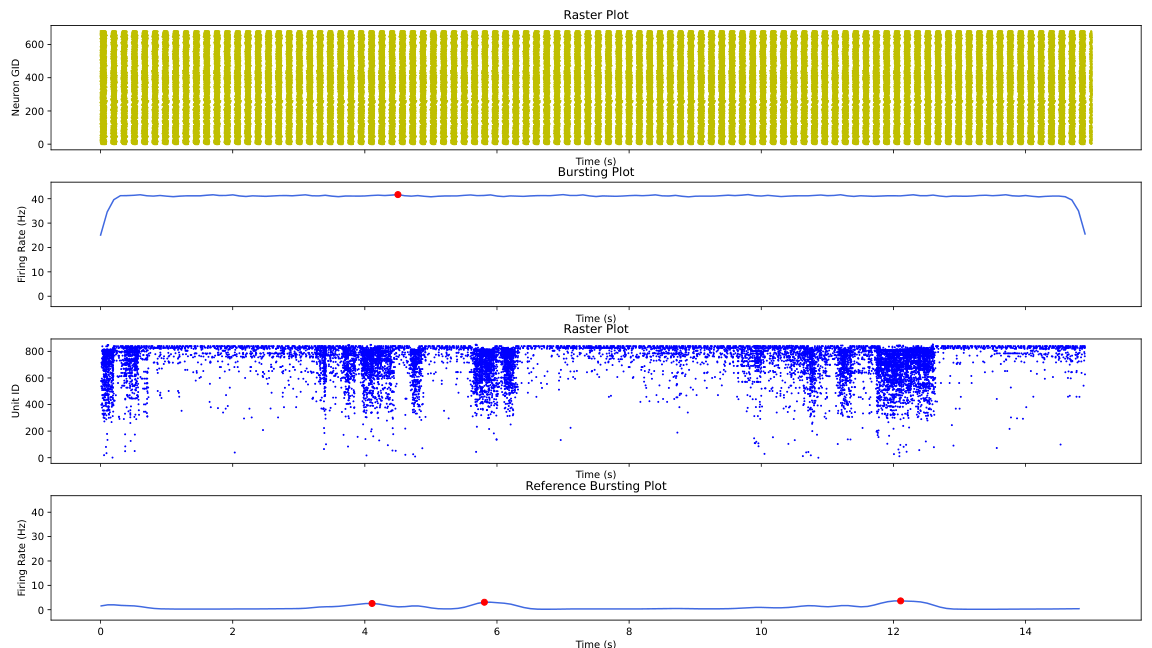 Raster Plot
Neuron GID
600
400
200
0
Time (s)
Bursting Plot
Firing Rate (Hz)
40
30
20
10
0
Time (s)
Raster Plot
Unit ID
800
600
400
200
0
Time (s)
Reference Bursting Plot
Firing Rate (Hz)
40
30
20
10
0
0 2 4 6 8 10 12 14
Time (s)